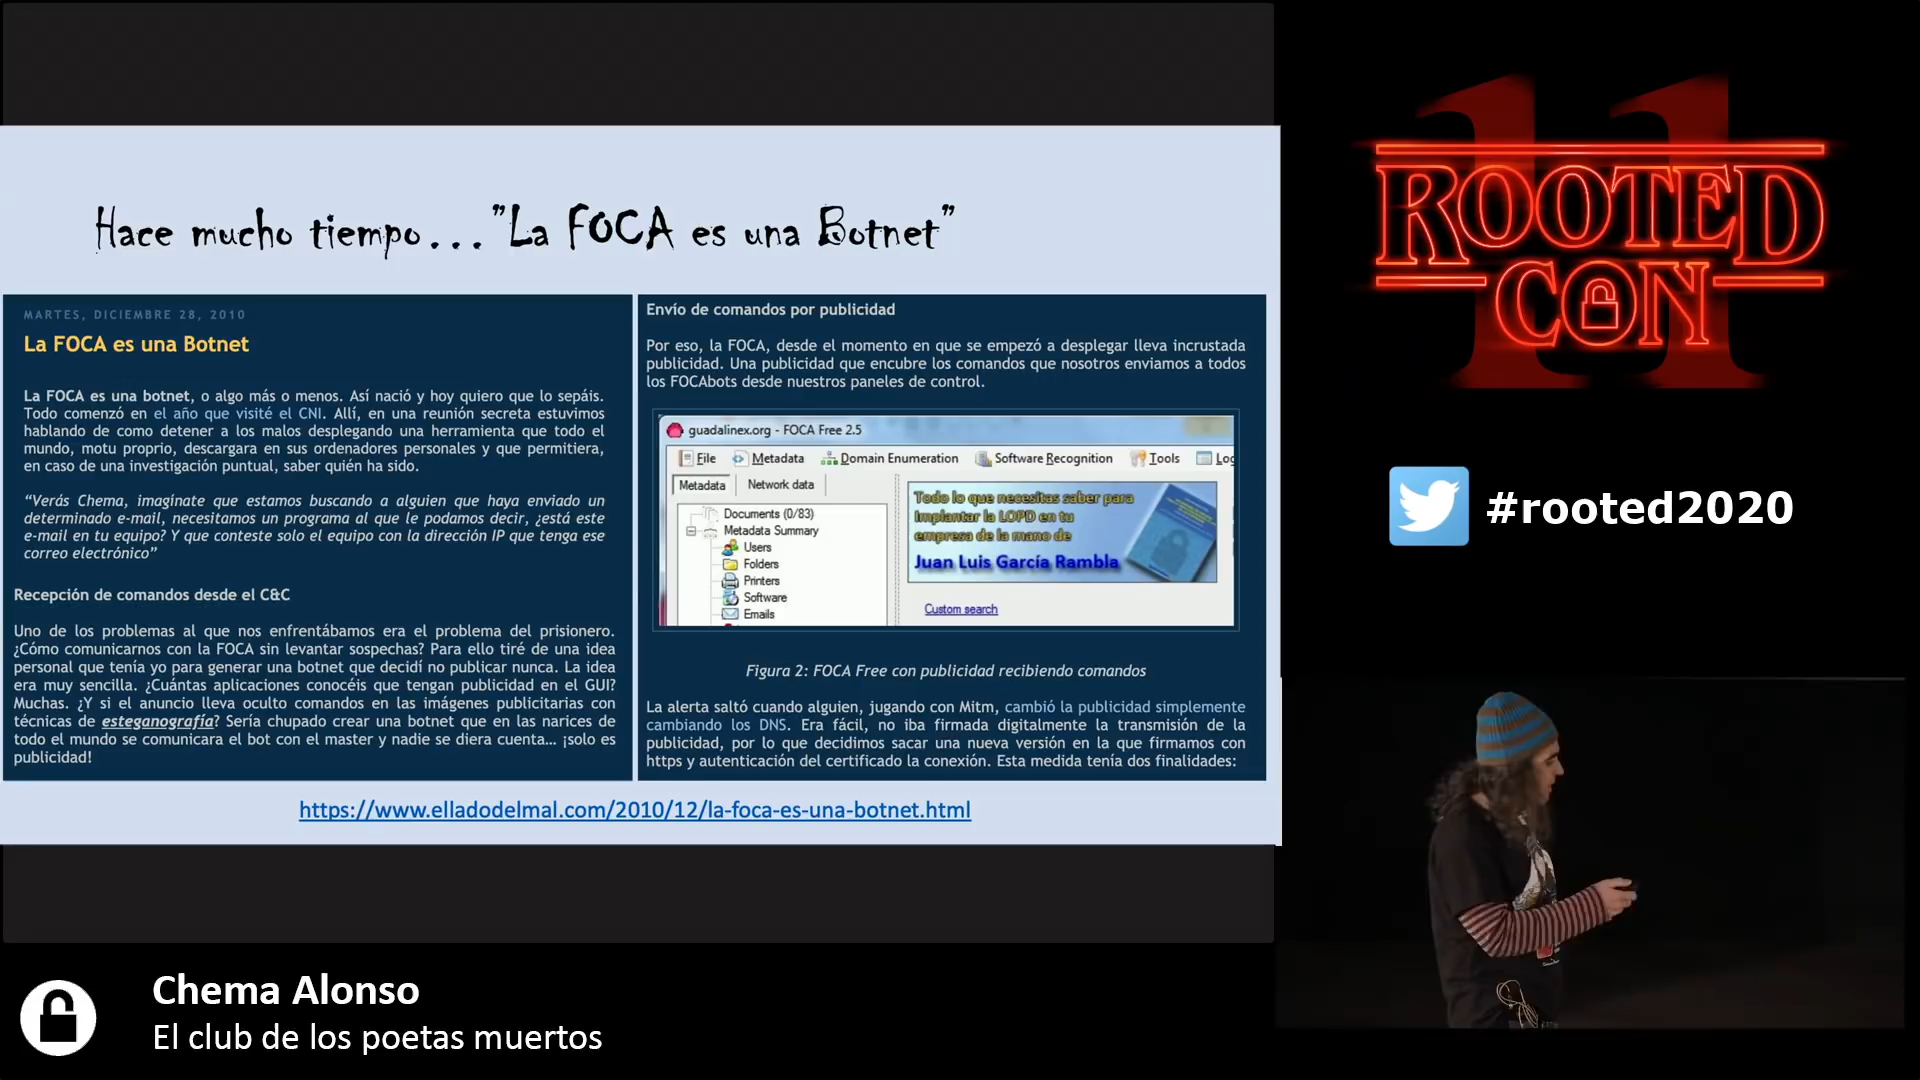 Hace mucho tiempo..."La FOCA es una Botnet"
MARTES, DICIEMBRE 28, 2010
La FOCA es una Botnet
La FOCA es una botnet, o algo más o menos. Así nació y hoy quiero que lo sepáis.
Todo comenzó en el año que visité el CNI. Allí, en una reunión secreta estuvimos
hablando de como detener a los malos desplegando una herramienta que todo el
mundo, motu proprio, descargara en sus ordenadores personales y que permitiera,
en caso de una investigación puntual, saber quién ha sido.
“Verás Chema, imagínate que estamos buscando a alguien que haya enviado un
determinado e-mail, necesitamos un programa al que le podamos decir, ¿está este
e-mail en tu equipo? Y que conteste solo el equipo con la dirección IP que tenga ese
correo electrónico”
Recepción de comandos desde el C&C
Uno de los problemas al que nos enfrentábamos era el problema del prisionero.
¿Cómo comunicarnos con la FOCA sin levantar sospechas? Para ello tiré de una idea
personal que tenía yo para generar una botnet que decidí no publicar nunca. La idea
era muy sencilla. ¿Cuántas aplicaciones conocéis que tengan publicidad en el GUI?
Muchas. ¿Y si el anuncio lleva oculto comandos en las imágenes publicitarias con
técnicas de esteganografía? Sería chupado crear una botnet que en las narices de
todo el mundo se comunicara el bot con el master y nadie se diera cuenta... ¡solo es
publicidad!
Envío de comandos por publicidad
Por eso, la FOCA, desde el momento en que se empezó a desplegar lleva incrustada
publicidad. Una publicidad que encubre los comandos que nosotros enviamos a todos
los FOCAbots desde nuestros paneles de control.
guadalinex.org - FOCA Free 2.5
File Metadata Domain Enumeration Software Recognition Tools Log
Metadata Network data
Documents (0/83)
Metadata Summary
Users
Folders
Printers
Software
Emails
Todo lo que necesitas saber para
Implantar la LOPD en tu
empresa de la mano de
Juan Luis García Rambla
Custom search
Figura 2: FOCA Free con publicidad recibiendo comandos
La alerta saltó cuando alguien, jugando con Mitm, cambió la publicidad simplemente
cambiando los DNS. Era fácil, no iba firmada digitalmente la transmisión de la
publicidad, por lo que decidimos sacar una nueva versión en la que firmamos con
https y autenticación del certificado la conexión. Esta medida tenía dos finalidades:
https://www.elladodelmal.com/2010/12/la-foca-es-una-botnet.html
11
ROOTED
CON
#rooted2020
Chema Alonso
El club de los poetas muertos